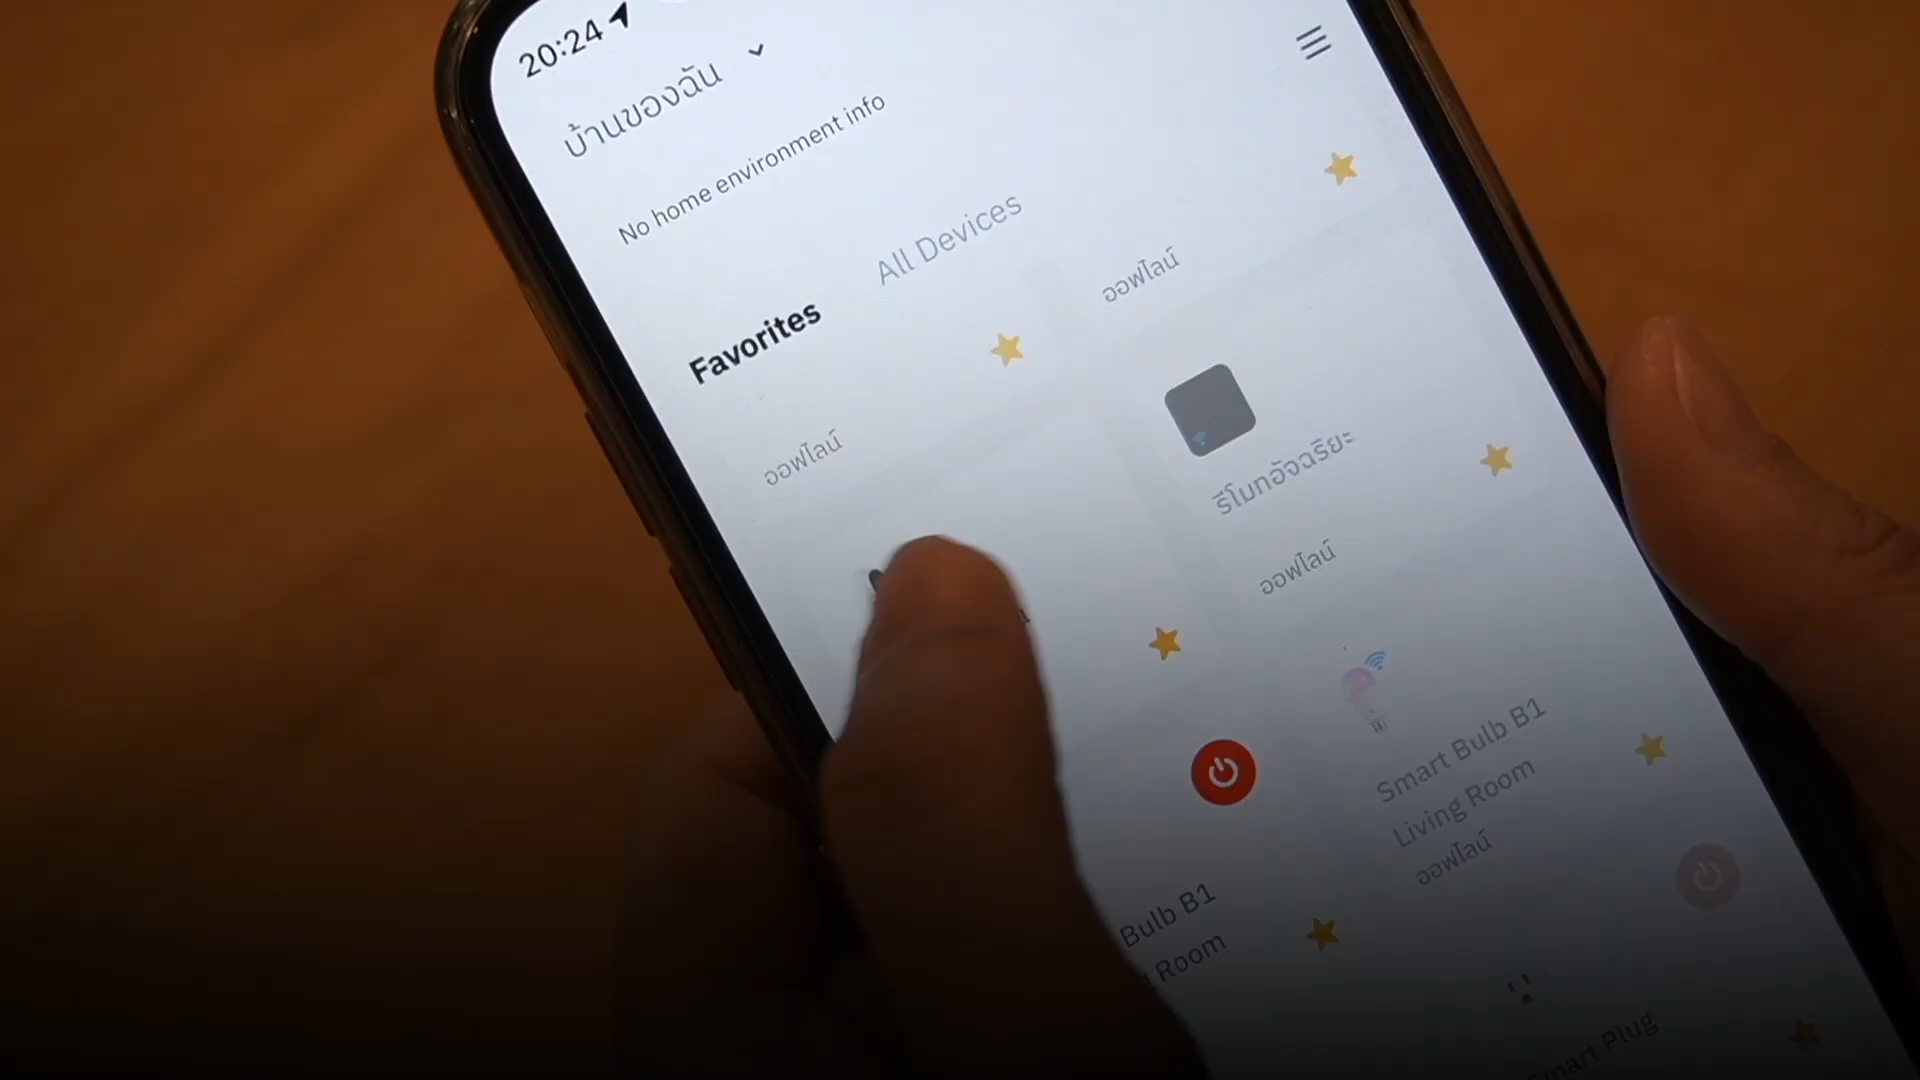 20:24
บ้านของฉัน
No home environment info
Favorites
All Devices
ออฟไลน์
ออฟไลน์
รีโมทอัจฉริยะ
ออฟไลน์
Smart Bulb B1
Living Room
ออฟไลน์
Bulb B1
Room
Smart Plug